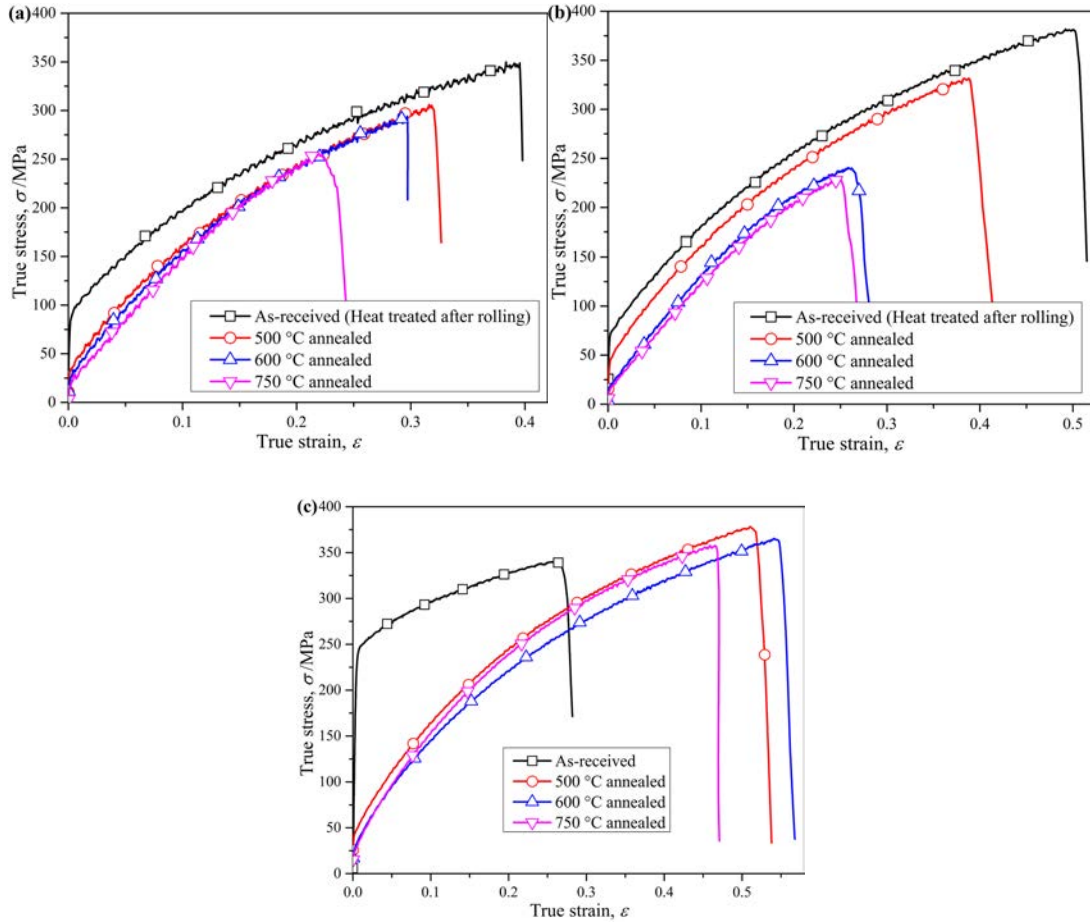 (a)
400
350
300
250
200
150
100
50
0
0.0 0.1 0.2 0.3 0.4
True stress, σ /MPa
True strain, ε
As-received (Heat treated after rolling)
500 °C annealed
600 °C annealed
750 °C annealed
(b)
400
350
300
250
200
150
100
50
0
0.0 0.1 0.2 0.3 0.4 0.5
True stress, σ /MPa
True strain, ε
As-received (Heat treated after rolling)
500 °C annealed
600 °C annealed
750 °C annealed
(c)
400
350
300
250
200
150
100
50
0
0.0 0.1 0.2 0.3 0.4 0.5
True stress, σ /MPa
True strain, ε
As-received
500 °C annealed
600 °C annealed
750 °C annealed